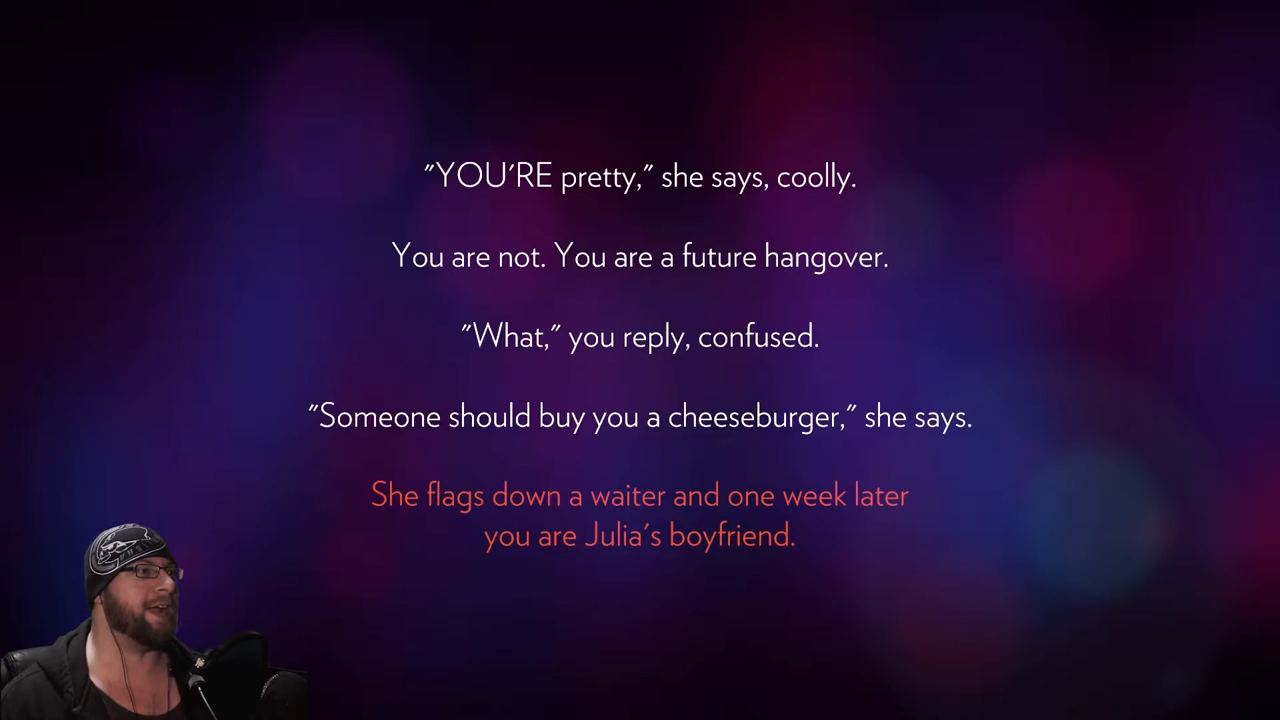 "YOU'RE pretty," she says, coolly.
You are not. You are a future hangover.
"What," you reply, confused.
"Someone should buy you a cheeseburger," she says.
She flags down a waiter and one week later
you are Julia's boyfriend.